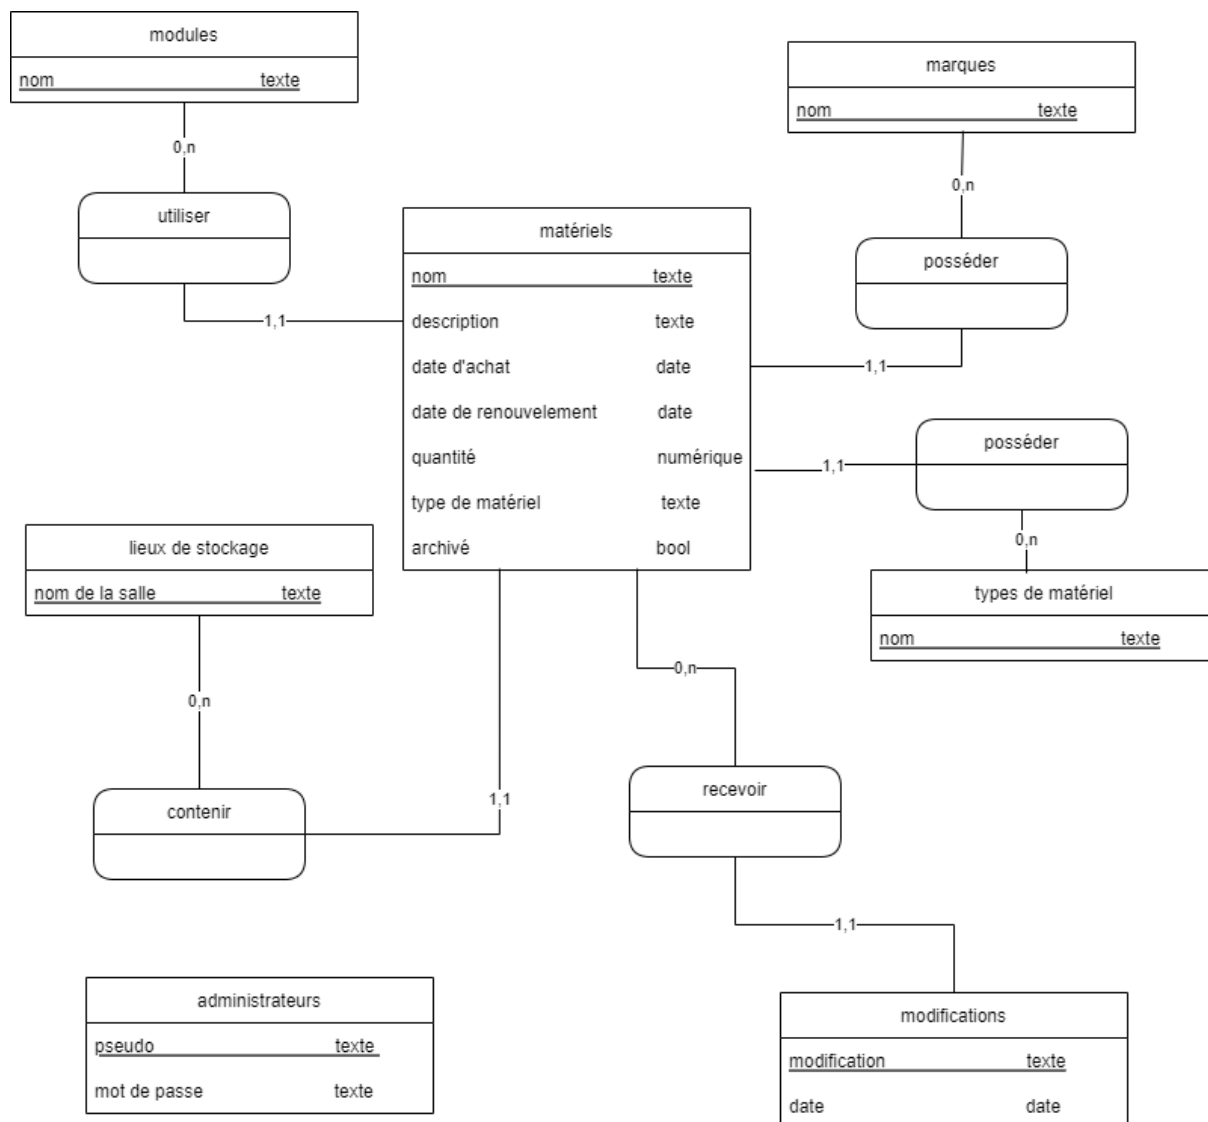 modules
nom texte
0,n
utiliser
1,1
marques
nom texte
0,n
posséder
1,1
matériels
nom texte
description texte
date d'achat date
date de renouvelement date
quantité numérique
type de matériel texte
archivé bool
posséder
1,1
0,n
types de matériel
nom texte
lieux de stockage
nom de la salle texte
0,n
contenir
1,1
0,n
recevoir
1,1
administrateurs
pseudo texte
mot de passe texte
modifications
modification texte
date date